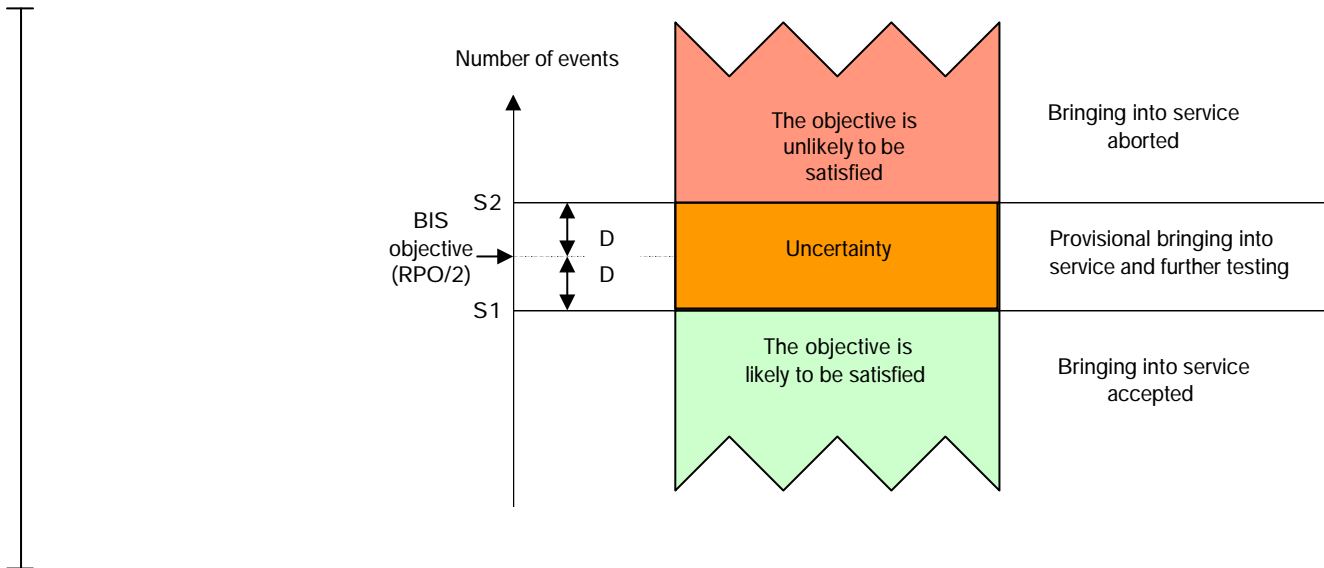 Number of events
The objective is
unlikely to be
satisfied
Bringing into service
aborted
S2
BIS
objective
(RPO/2)
D
D
Uncertainty
Provisional bringing into
service and further testing
S1
The objective is
likely to be satisfied
Bringing into service
accepted